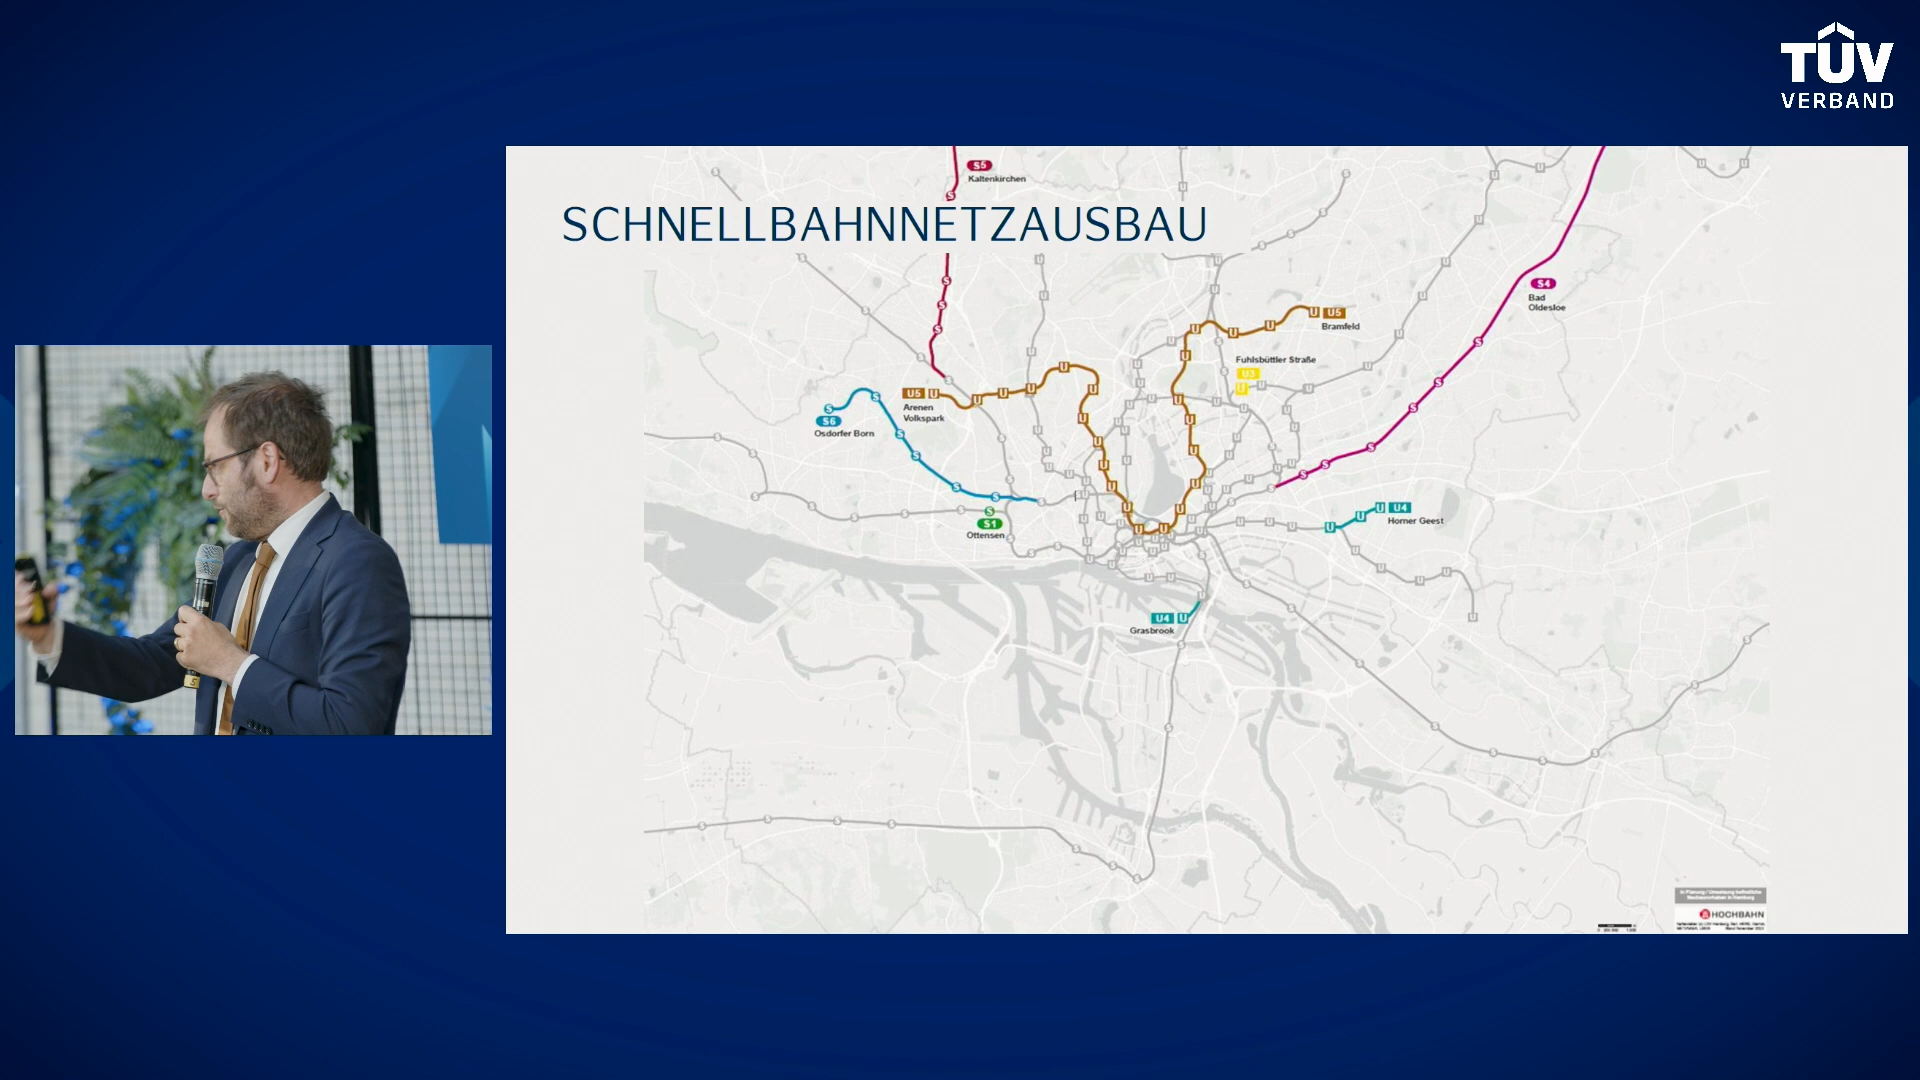 TÜV
VERBAND
S5
Kaltenkirchen
SCHNELLBAHNNETZAUSBAU
S4
Bad
Oldesloe
U5
Bramfeld
Fuhlsbüttler Straße
U3
U5
Arenen
Volkspark
S6
Osdorfer Born
U4
Horner Geest
S1
Ottensen
U4
Grasbrook
HOCHBAHN